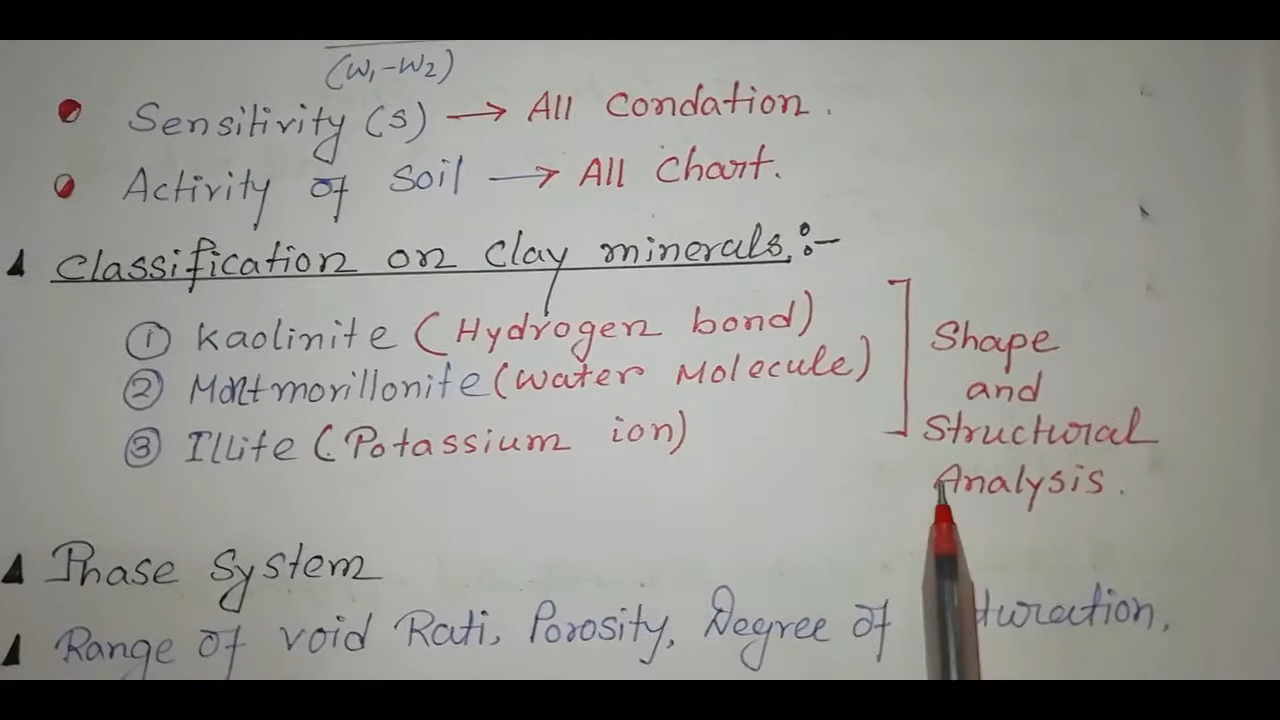 (W1-W2)
Sensitivity (S) → All Condation.
Activity of Soil → All Chart.
Classification on Clay minerals:-
① Kaolinite (Hydrogen bond)
② Montmorillonite (Water Molecule)
③ Illite (Potassium ion)
Shape
and
Structural
Analysis.
Phase System
Range of void Rati, Porosity, Degree of turation,